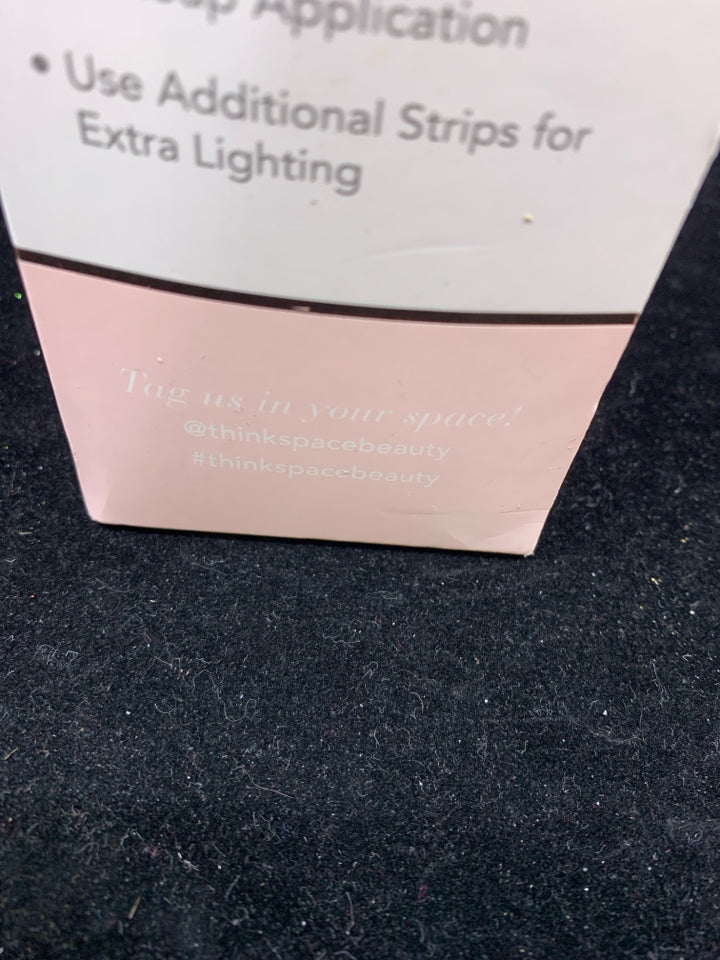 Application
• Use Additional Strips for
Extra Lighting
Tag us in your space!
@thinkspacebeauty
#thinkspacebeauty